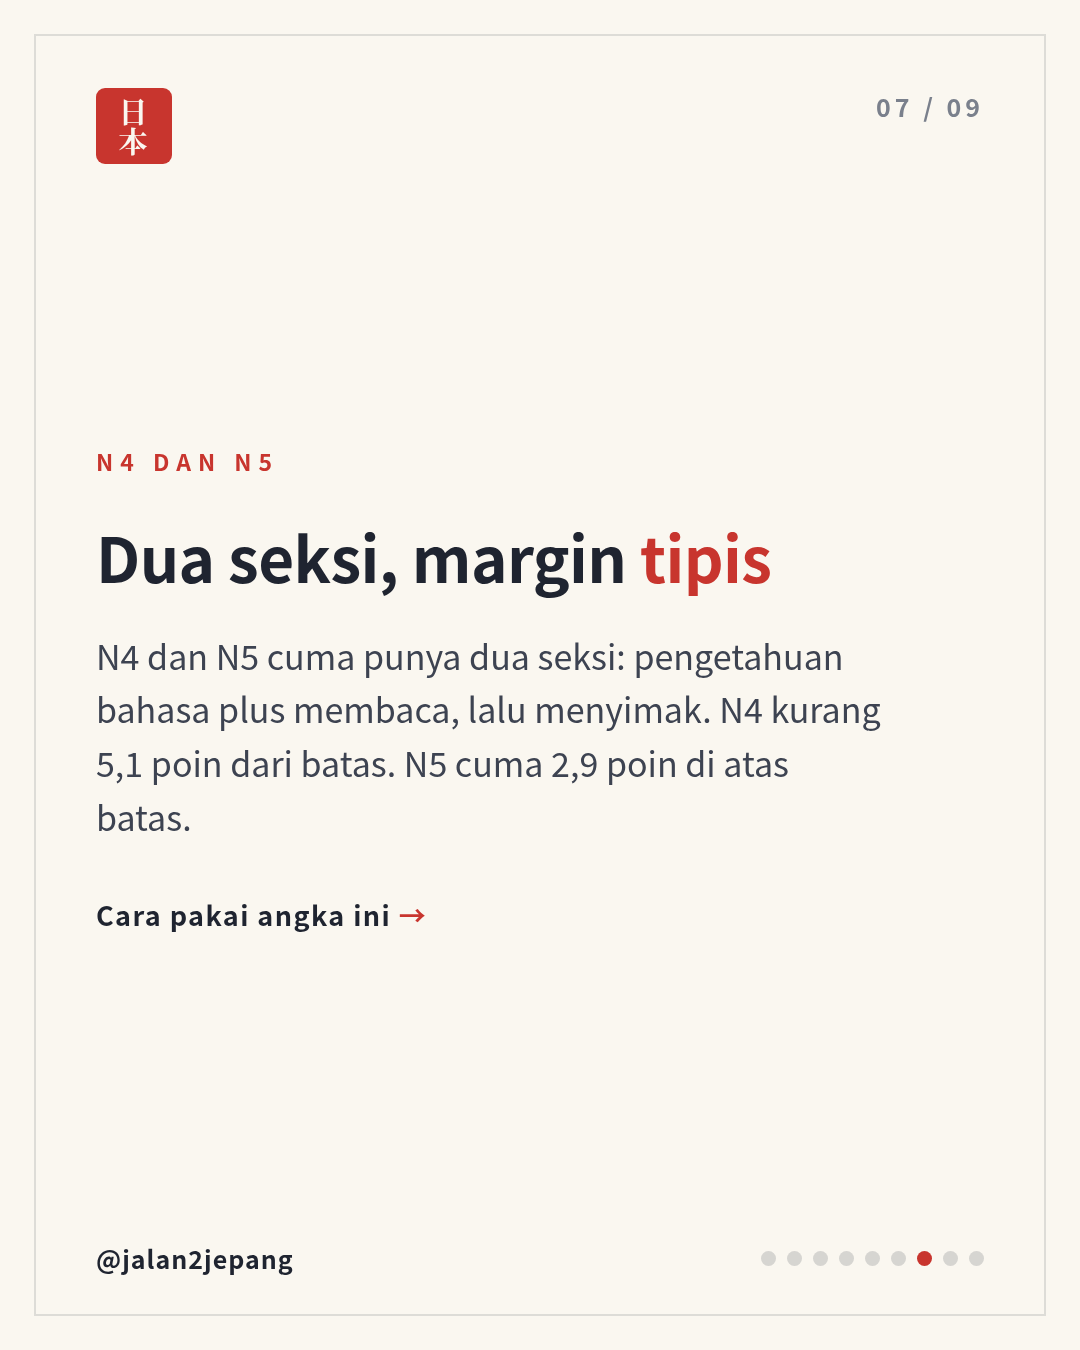 日本
07 / 09
N4 DAN N5
Dua seksi, margin tipis
N4 dan N5 cuma punya dua seksi: pengetahuan
bahasa plus membaca, lalu menyimak. N4 kurang
5,1 poin dari batas. N5 cuma 2,9 poin di atas
batas.
Cara pakai angka ini →
@jalan2jepang